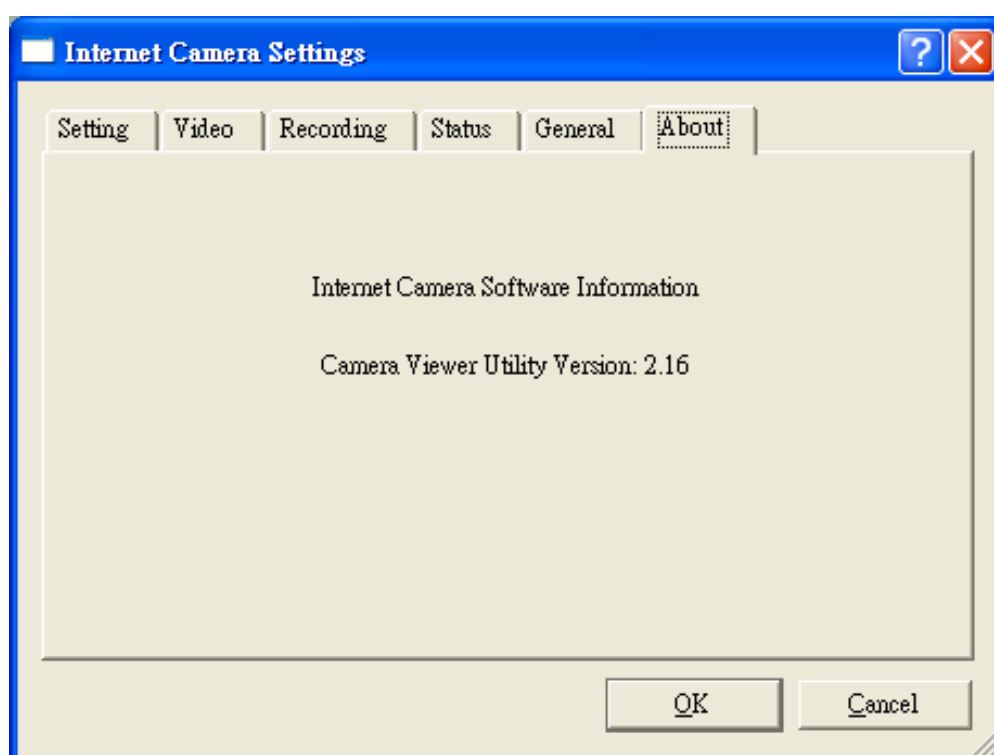 Internet Camera Settings
Setting Video Recording Status General About
Internet Camera Software Information
Camera Viewer Utility Version: 2.16
OK Cancel